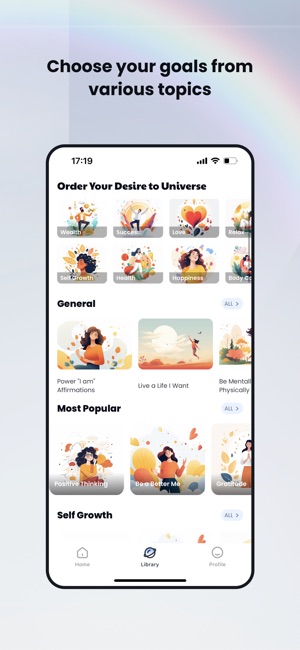 Choose your goals from
various topics
17:19
Order Your Desire to Universe
Wealth
Success
Love
Relax
Self Growth
Health
Happiness
Body Ca
General
ALL >
Power "I am"
Affirmations
Live a Life I Want
Be Mentall
Physically
Most Popular
ALL >
Positive Thinking
Be a Better Me
Gratitude
Self Growth
ALL >
Home
Library
Profile